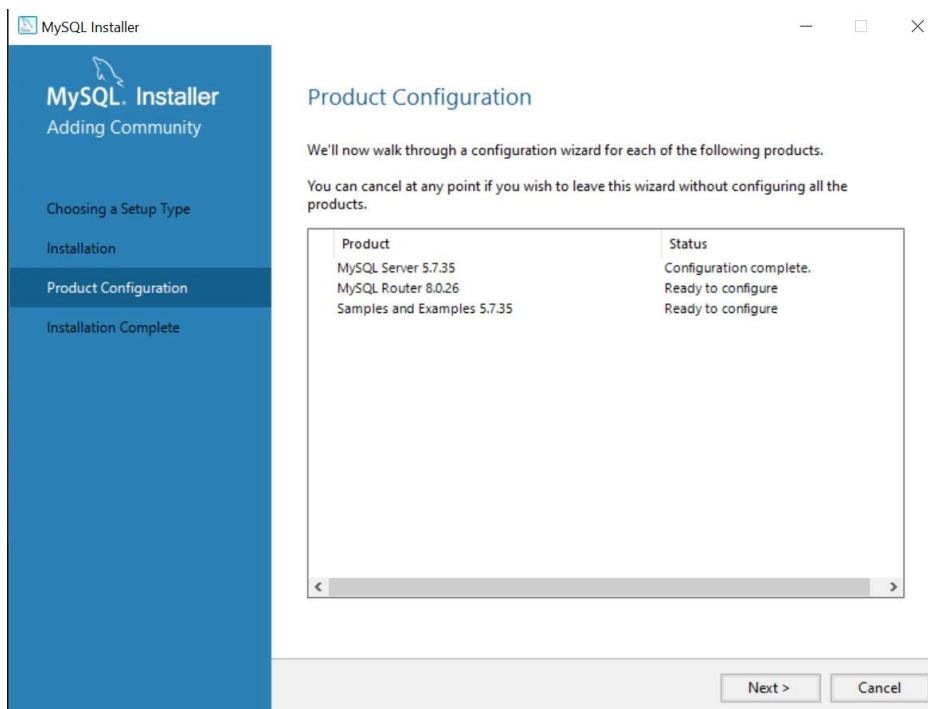 MySQL Installer
MySQL. Installer
Adding Community
Choosing a Setup Type
Installation
Product Configuration
Installation Complete
Product Configuration
We'll now walk through a configuration wizard for each of the following products.
You can cancel at any point if you wish to leave this wizard without configuring all the
products.
Product Status
MySQL Server 5.7.35 Configuration complete.
MySQL Router 8.0.26 Ready to configure
Samples and Examples 5.7.35 Ready to configure
Next > Cancel